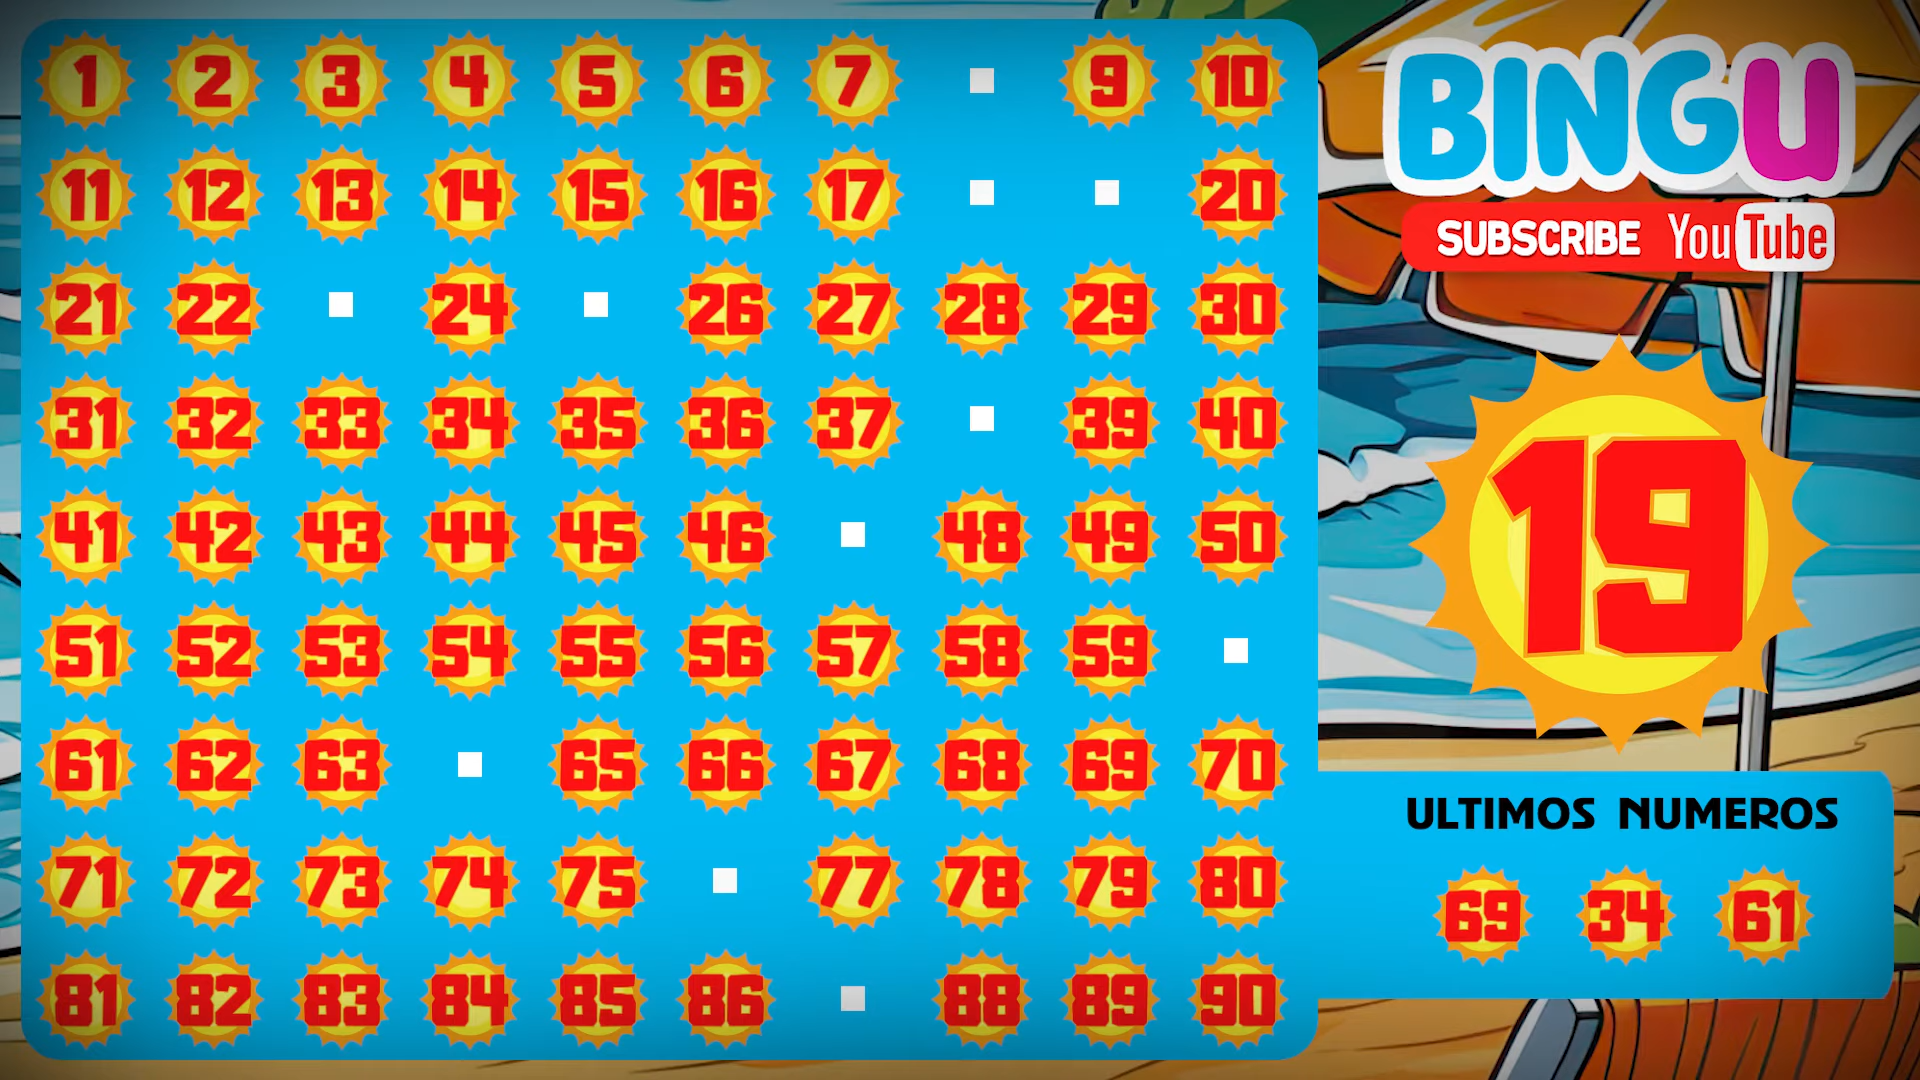 1 2 3 4 5 6 7 9 10
11 12 13 14 15 16 17 20
21 22 24 26 27 28 29 30
31 32 33 34 35 36 37 39 40
41 42 43 44 45 46 48 49 50
51 52 53 54 55 56 57 58 59
61 62 63 65 66 67 68 69 70
71 72 73 74 75 77 78 79 80
81 82 83 84 85 86 88 89 90
BINGU
SUBSCRIBE YouTube
19
ULTIMOS NUMEROS
69 34 61